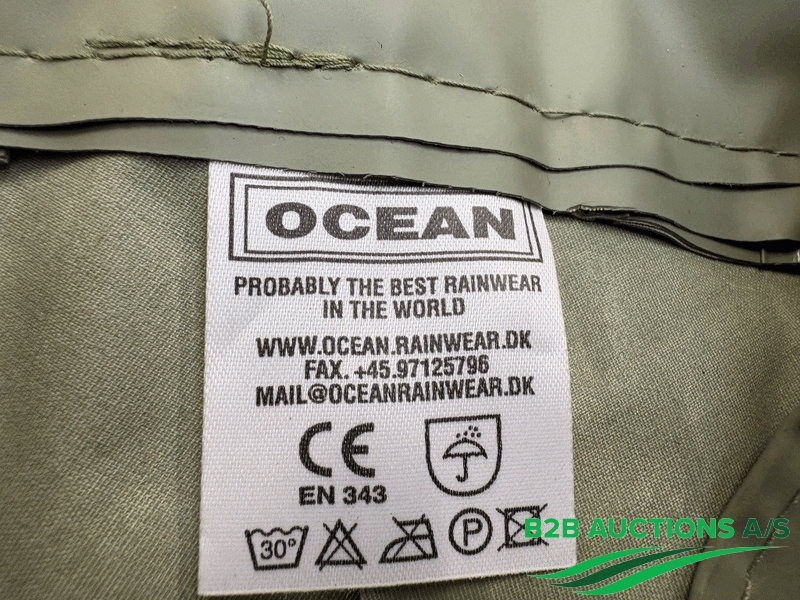 OCEAN
PROBABLY THE BEST RAINWEAR
IN THE WORLD
WWW.OCEAN.RAINWEAR.DK
FAX. +45.97125796
MAIL@OCEANRAINWEAR.DK
CE
EN 343
30° P
B2B AUCTIONS A/S